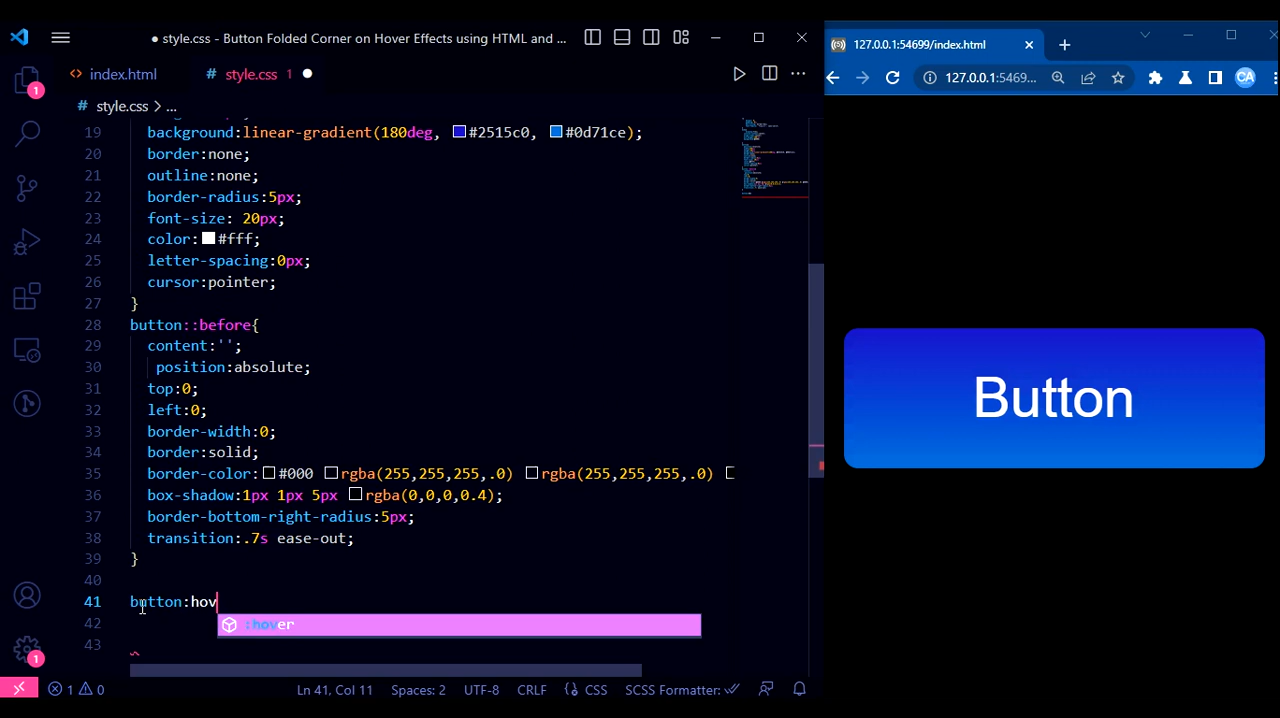 style.css - Button Folded Corner on Hover Effects using HTML and ...
127.0.0.1:54699/index.html
index.html
style.css 1
127.0.0.1:5469...
CA
style.css > ...
19 background:linear-gradient(180deg, #2515c0, #0d71ce);
20 border:none;
21 outline:none;
22 border-radius:5px;
23 font-size: 20px;
24 color:#fff;
25 letter-spacing:0px;
26 cursor:pointer;
27 }
28 button::before{
29 content:'';
30 position:absolute;
31 top:0;
32 left:0;
33 border-width:0;
34 border:solid;
35 border-color:#000 rgba(255,255,255,.0) rgba(255,255,255,.0)
36 box-shadow:1px 1px 5px rgba(0,0,0,0.4);
37 border-bottom-right-radius:5px;
38 transition:.7s ease-out;
39 }
40
41 button:hov
:hover
42
43
Button
1
1
1 0
Ln 41, Col 11
Spaces: 2
UTF-8
CRLF
CSS
SCSS Formatter: